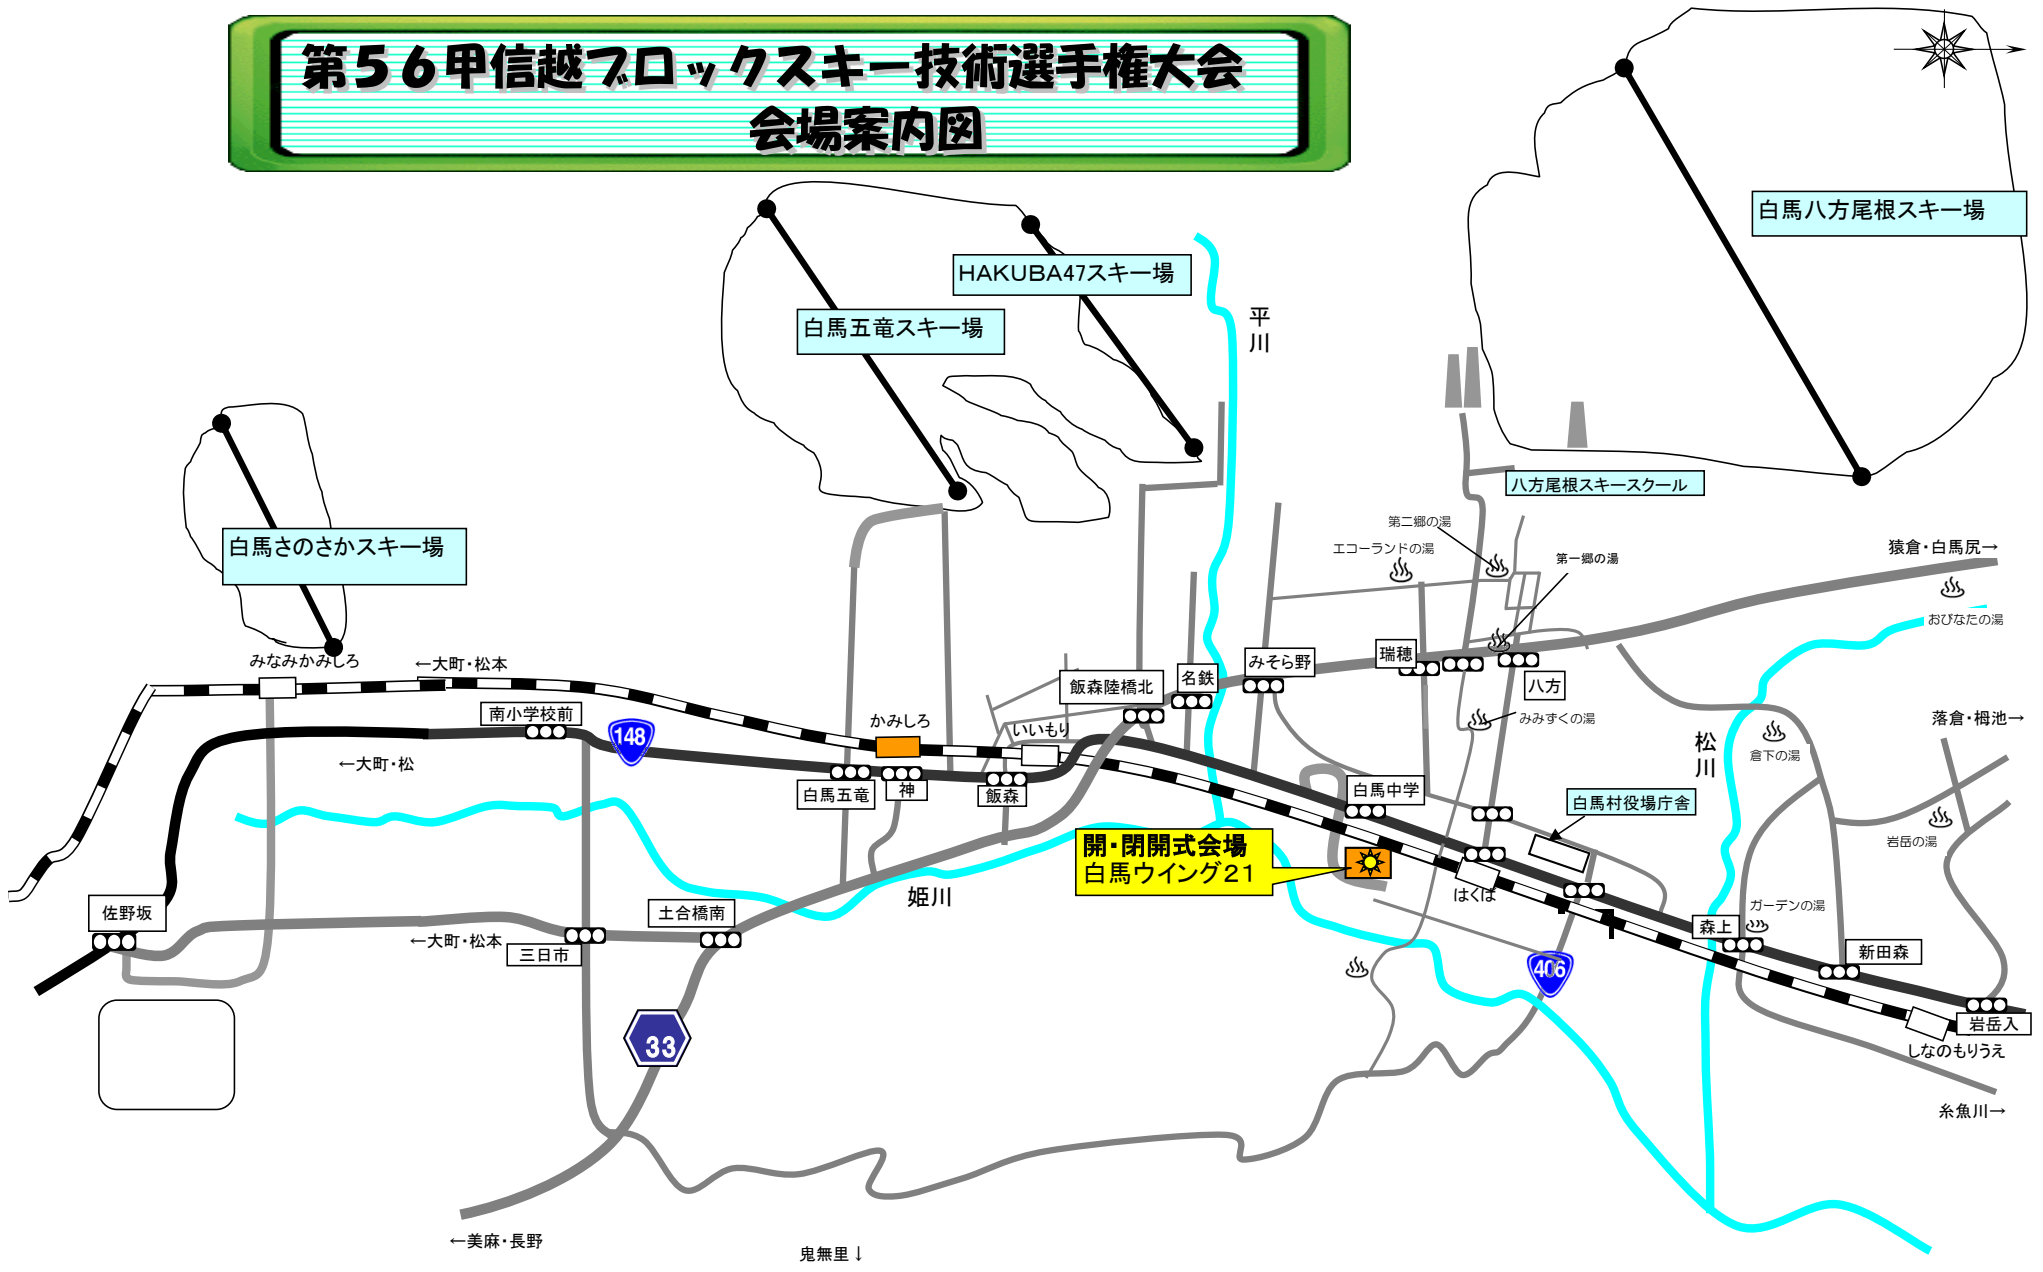 第５６甲信越ブロックスキー技術選手権大会
会場案内図
白馬八方尾根スキー場
HAKUBA47スキー場
白馬五竜スキー場
平川
白馬さのさかスキー場
八方尾根スキースクール
第二郷の湯
エコーランドの湯
第一郷の湯
猿倉・白馬尻→
おびなたの湯
みなみかみしろ
←大町・松本
瑞穂
みそら野
名鉄
飯森陸橋北
八方
みみずくの湯
南小学校前
148
かみしろ
いいもり
落倉・栂池→
松川
倉下の湯
←大町・松
白馬五竜
神
飯森
白馬中学
白馬村役場庁舎
岩岳の湯
開・閉開式会場
白馬ウイング21
はくば
姫川
佐野坂
土合橋南
←大町・松本
三日市
ガーデンの湯
森上
新田森
406
岩岳入
しなのもりうえ
33
糸魚川→
←美麻・長野
鬼無里↓